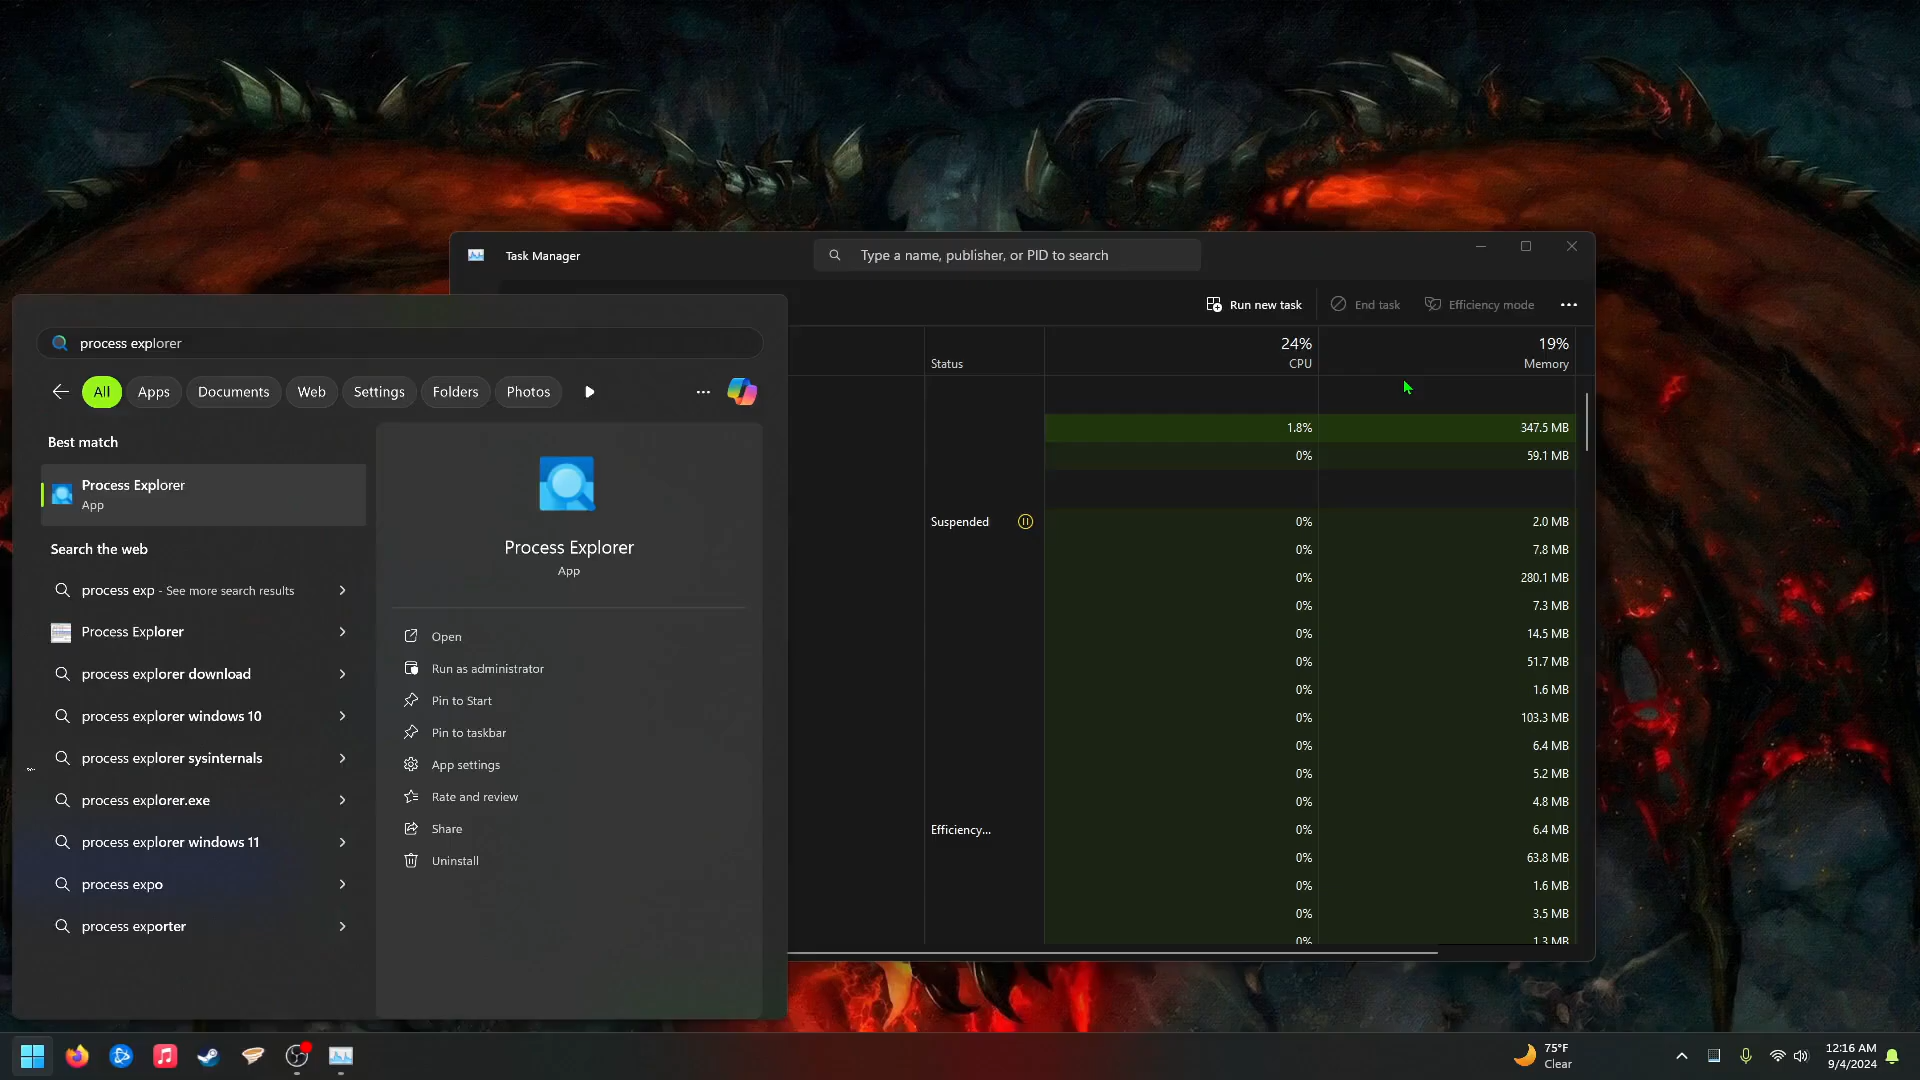 Task Manager
Type a name, publisher, or PID to search
Run new task
End task
Efficiency mode
process explorer
All
Apps
Documents
Web
Settings
Folders
Photos
Best match
Process Explorer
App
Search the web
process exp - See more search results
Process Explorer
process explorer download
process explorer windows 10
process explorer sysinternals
process explorer.exe
process explorer windows 11
process expo
process exporter
Process Explorer
App
Open
Run as administrator
Pin to Start
Pin to taskbar
App settings
Rate and review
Share
Uninstall
24% 19%
Status CPU Memory
1.8% 347.5 MB
0% 59.1 MB
Suspended 0% 2.0 MB
0% 7.8 MB
0% 280.1 MB
0% 7.3 MB
0% 14.5 MB
0% 51.7 MB
0% 1.6 MB
0% 103.3 MB
0% 6.4 MB
0% 5.2 MB
0% 4.8 MB
Efficiency... 0% 6.4 MB
0% 63.8 MB
0% 1.6 MB
0% 3.5 MB
0% 1.3 MB
75°F
Clear
12:16 AM
9/4/2024